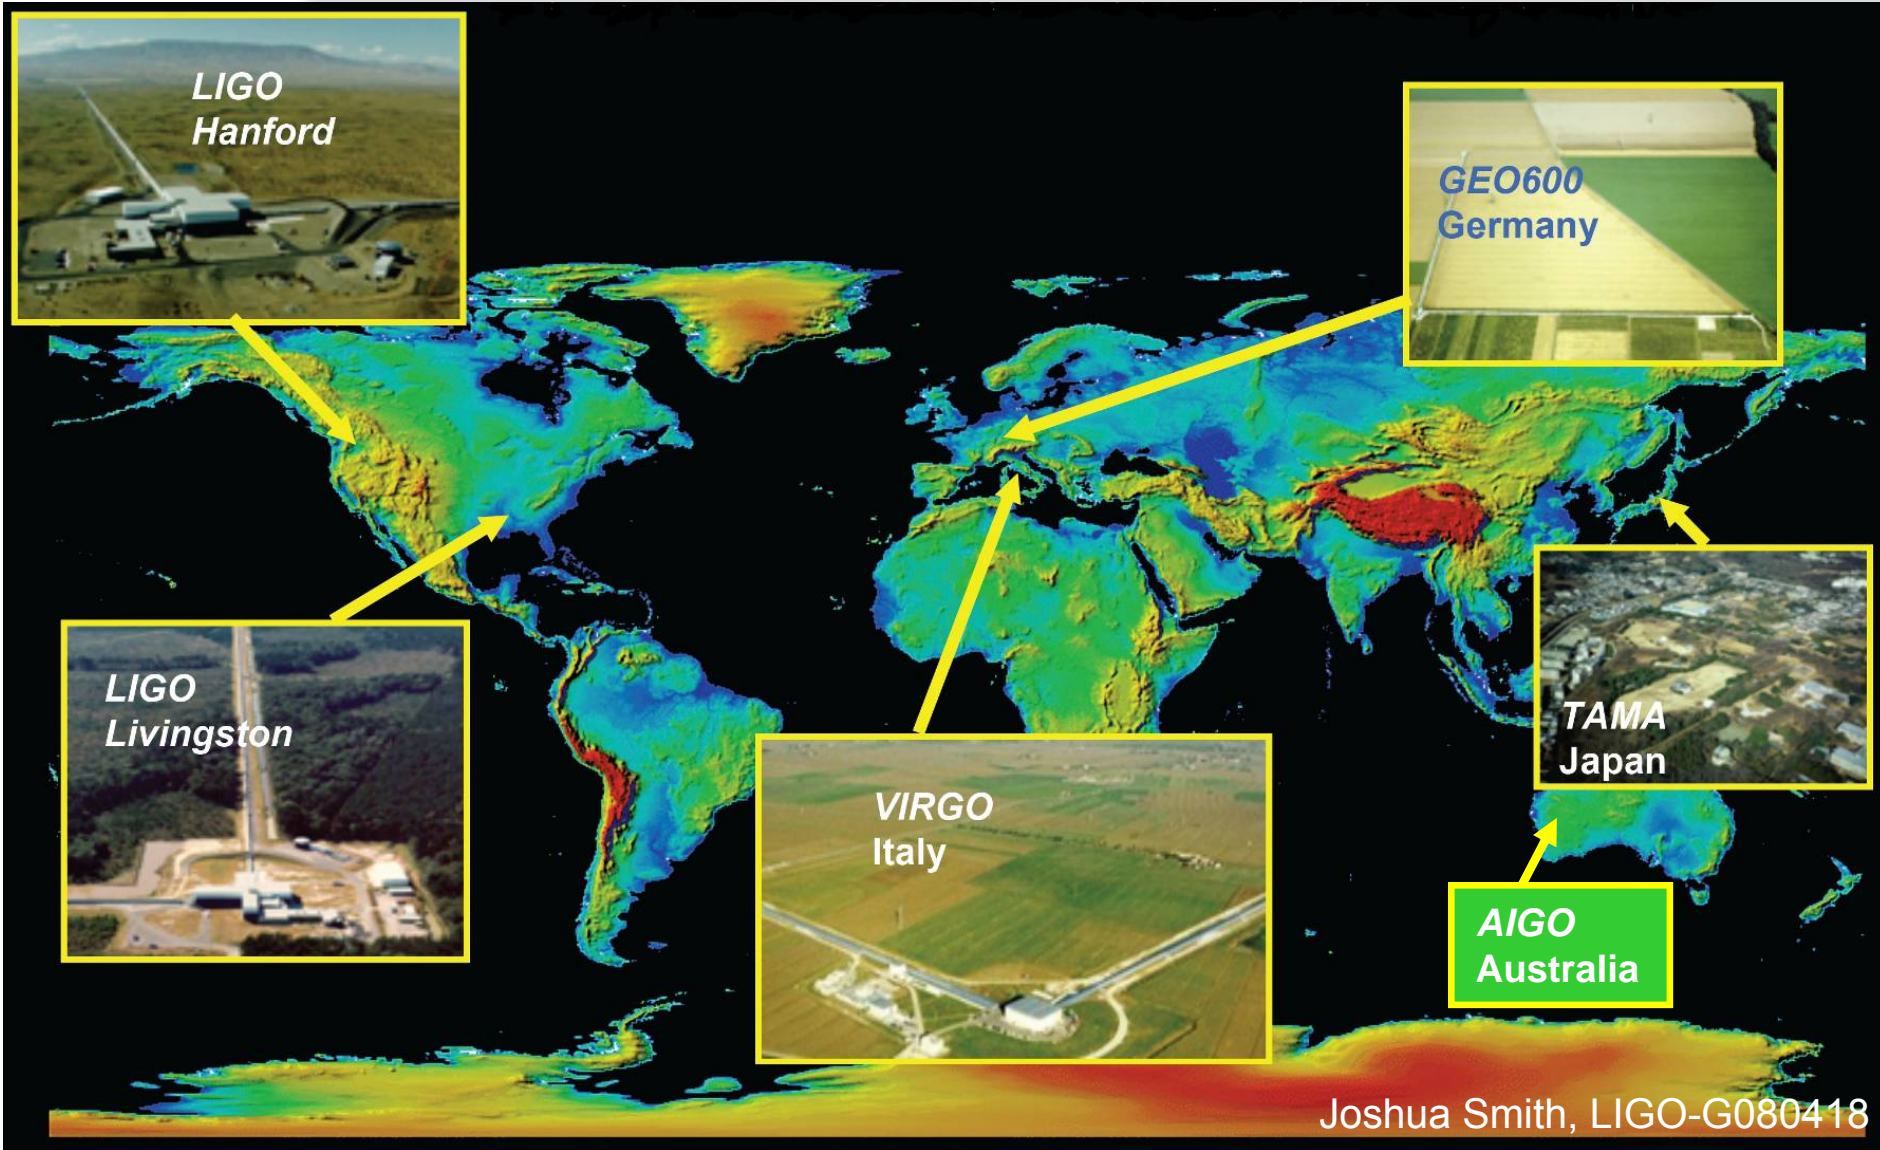 LIGO
Hanford
GEO600
Germany
LIGO
Livingston
TAMA
Japan
VIRGO
Italy
AIGO
Australia
Joshua Smith, LIGO-G080418